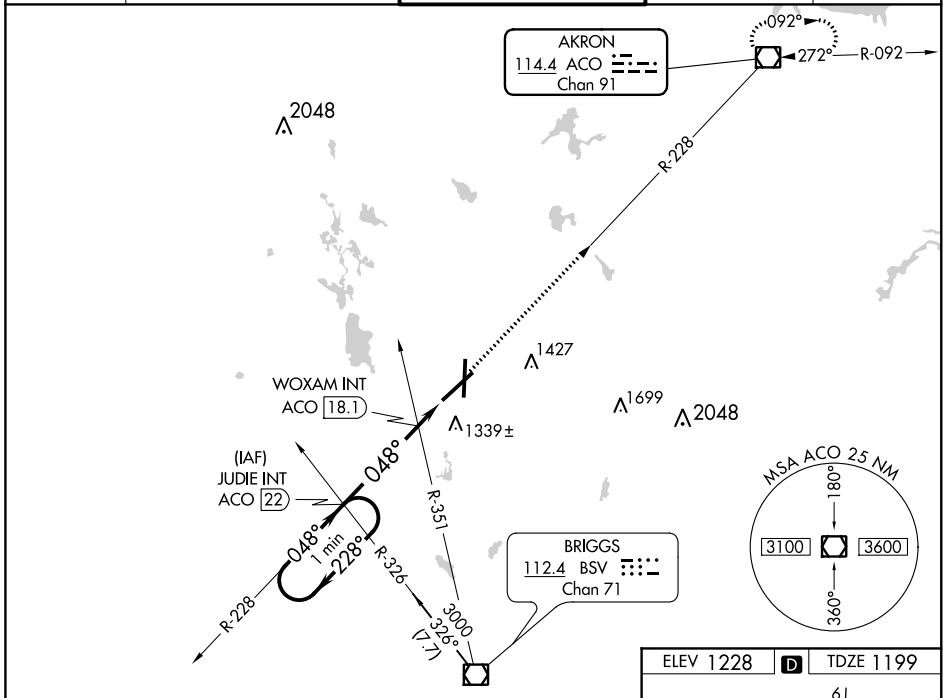 092°
272°
R-092
AKRON
114.4 ACO
Chan 91
2048
R-228
1427
WOXAM INT
ACO 18.1
1699
2048
1339±
048°
(IAF)
JUDIE INT
ACO 22
R-351
MSA ACO 25 NM
180°
3100
3600
360°
048°
1 min
228°
R-326
BRIGGS
112.4 BSV
Chan 71
R-228
3000
326°
(7.7)
ELEV 1228 D TDZE 1199